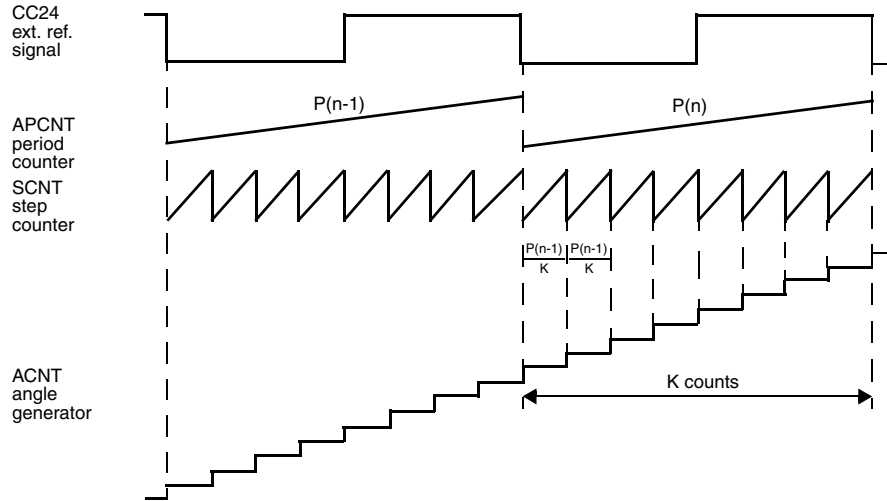 CC24
ext. ref.
signal
P(n-1)
P(n)
APCNT
period
counter
SCNT
step
counter
P(n-1) P(n-1)
K K
ACNT
angle
generator
K counts